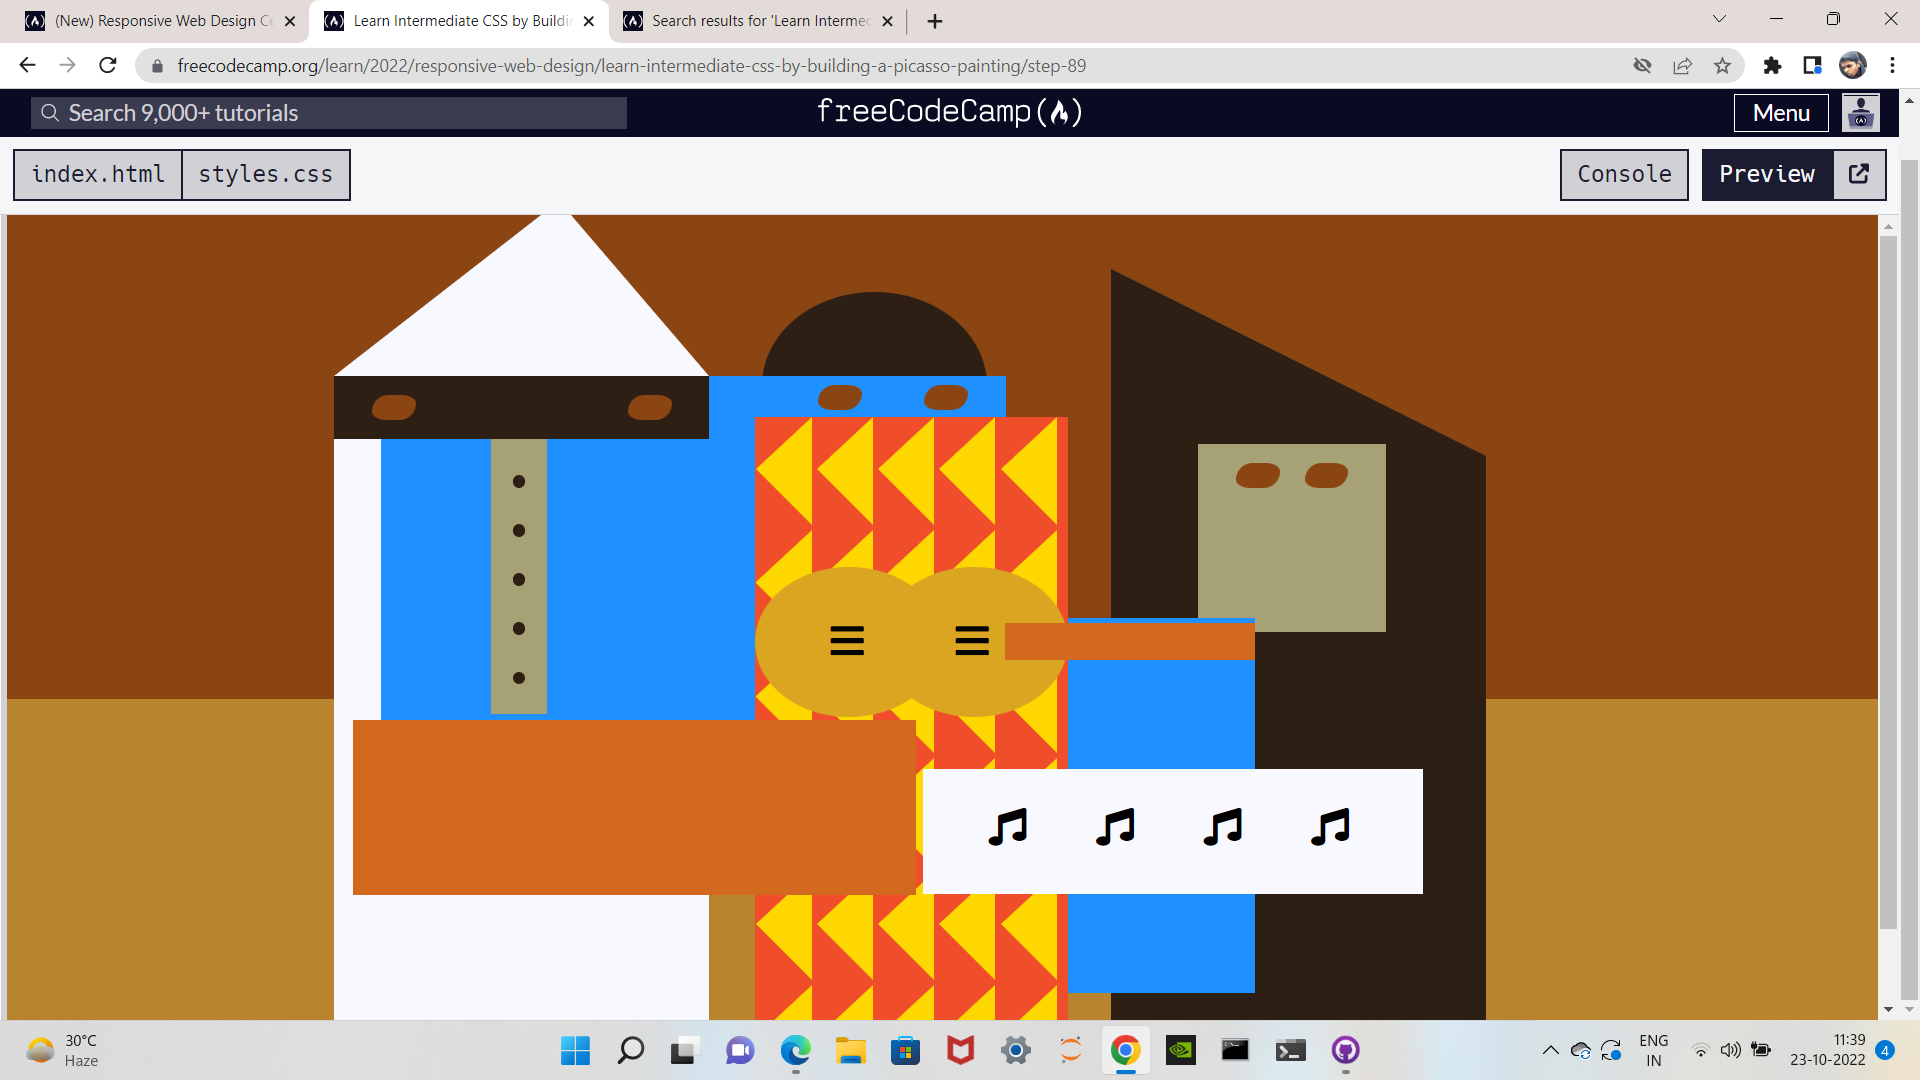 (New) Responsive Web Design Ce
Learn Intermediate CSS by Buildi
Search results for 'Learn Intermed
freecodecamp.org/learn/2022/responsive-web-design/learn-intermediate-css-by-building-a-picasso-painting/step-89
Search 9,000+ tutorials
freeCodeCamp(🔥)
Menu
index.html
styles.css
Console
Preview
30°C
Haze
ENG
IN
11:39
23-10-2022
4